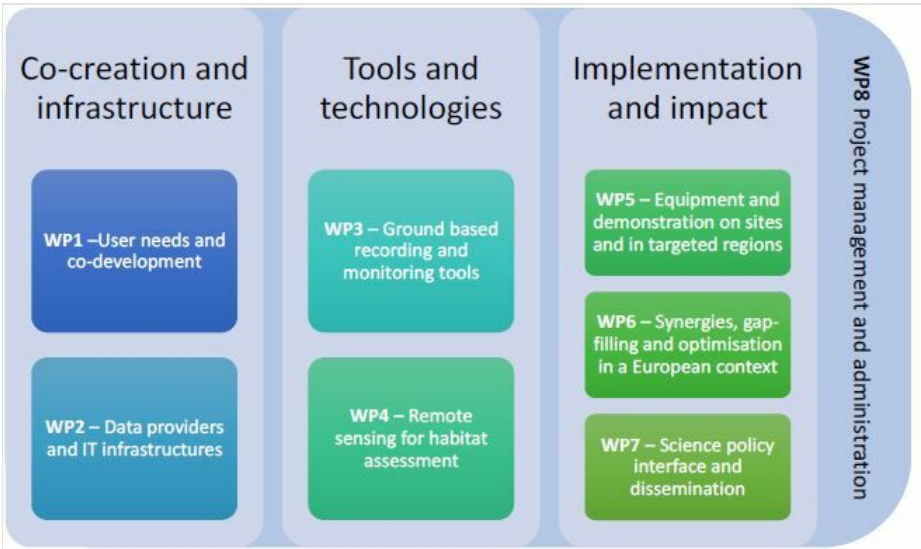 Co-creation and
infrastructure
WP1 –User needs and
co-development
WP2 – Data providers
and IT infrastructures
Tools and
technologies
WP3 – Ground based
recording and
monitoring tools
WP4 – Remote
sensing for habitat
assessment
Implementation
and impact
WP5 – Equipment and
demonstration on sites
and in targeted regions
WP6 – Synergies, gap-
filling and optimisation
in a European context
WP7 – Science policy
interface and
dissemination
WP8 Project management and administration